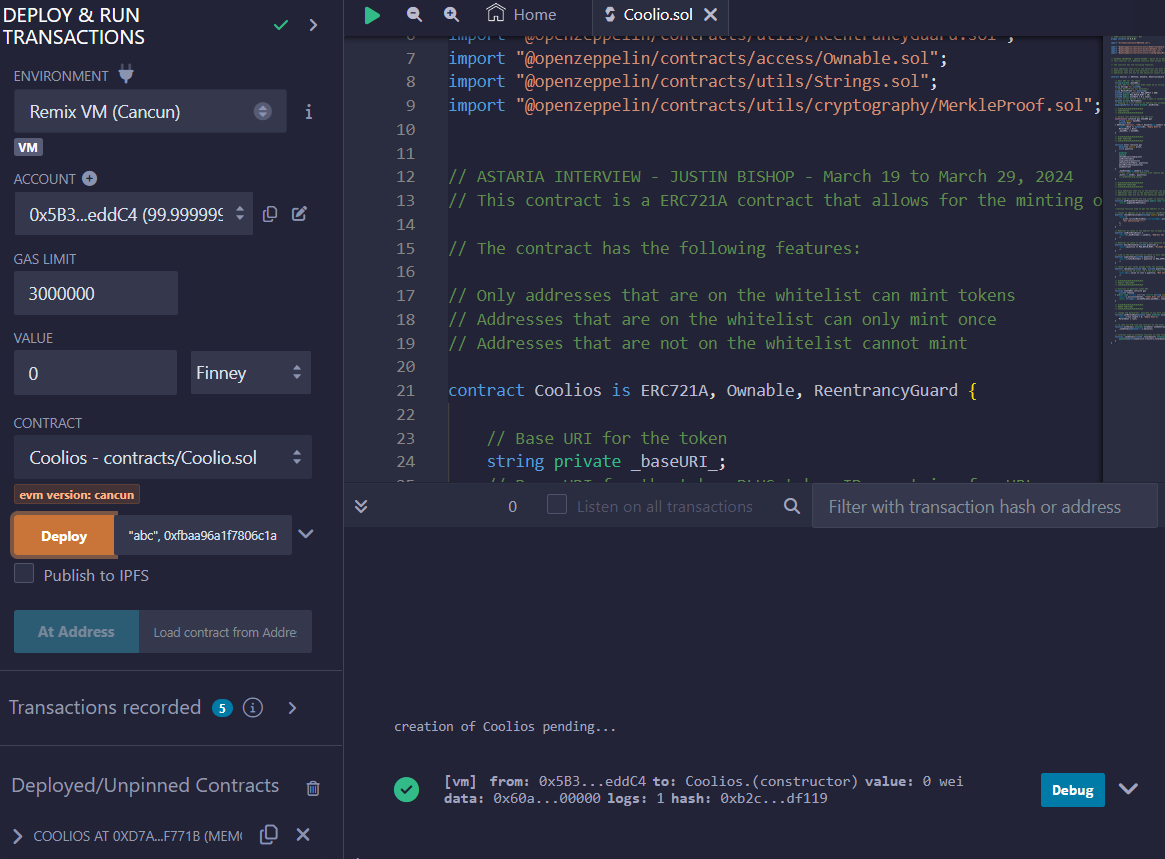 DEPLOY & RUN
TRANSACTIONS
ENVIRONMENT
Remix VM (Cancun)
i
VM
ACCOUNT
0x5B3...eddC4 (99.999999
GAS LIMIT
3000000
VALUE
0
Finney
CONTRACT
Coolios - contracts/Coolio.sol
evm version: cancun
Deploy
"abc", 0xfbaa96a1f7806c1a
Publish to IPFS
At Address
Load contract from Addre
Transactions recorded 5 i
Deployed/Unpinned Contracts
COOLIOS AT 0XD7A...F771B (MEM
Home
Coolio.sol
6 import "@openzeppelin/contracts/utils/ReentrancyGuard.sol";
7 import "@openzeppelin/contracts/access/Ownable.sol";
8 import "@openzeppelin/contracts/utils/Strings.sol";
9 import "@openzeppelin/contracts/utils/cryptography/MerkleProof.sol";
10
11
12 // ASTARIA INTERVIEW - JUSTIN BISHOP - March 19 to March 29, 2024
13 // This contract is a ERC721A contract that allows for the minting o
14
15 // The contract has the following features:
16
17 // Only addresses that are on the whitelist can mint tokens
18 // Addresses that are on the whitelist can only mint once
19 // Addresses that are not on the whitelist cannot mint
20
21 contract Coolios is ERC721A, Ownable, ReentrancyGuard {
22
23 // Base URI for the token
24 string private _baseURI_;
0
Listen on all transactions
Filter with transaction hash or address
creation of Coolios pending...
[vm] from: 0x5B3...eddC4 to: Coolios.(constructor) value: 0 wei
data: 0x60a...00000 logs: 1 hash: 0xb2c...df119
Debug